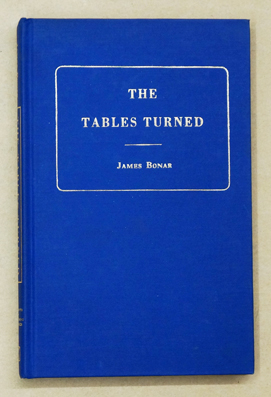 THE
TABLES TURNED
JAMES BONAR